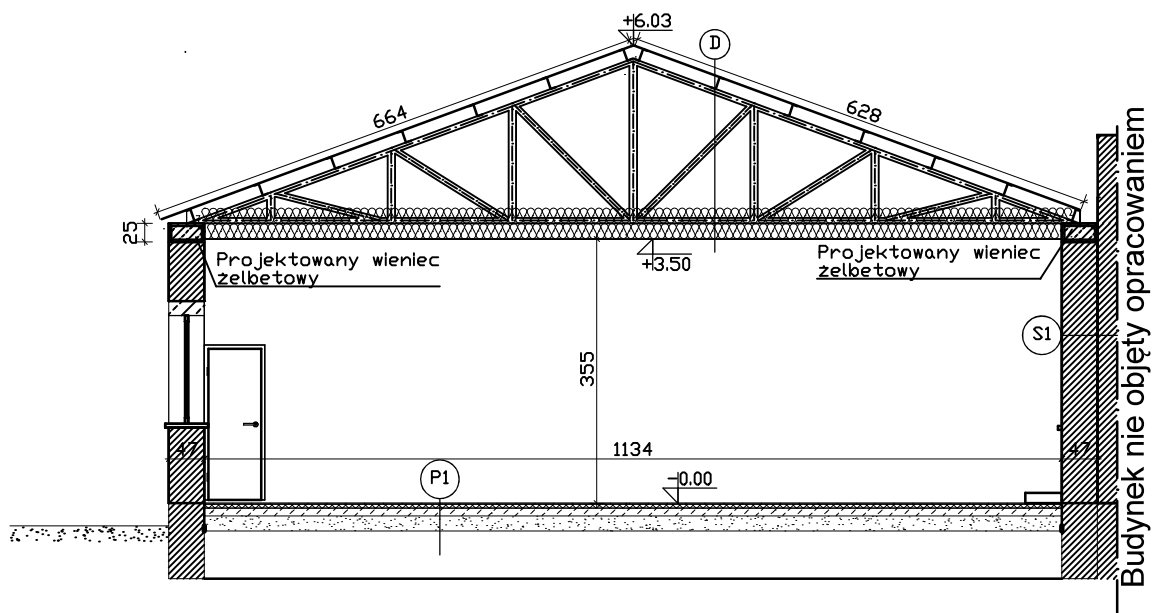 +6.03
D
664
628
25
Projektowany wieniec
żelbetowy
+3.50
Projektowany wieniec
żelbetowy
S1
355
47
1134
47
P1
-0.00
Budynek nie objęty opracowaniem